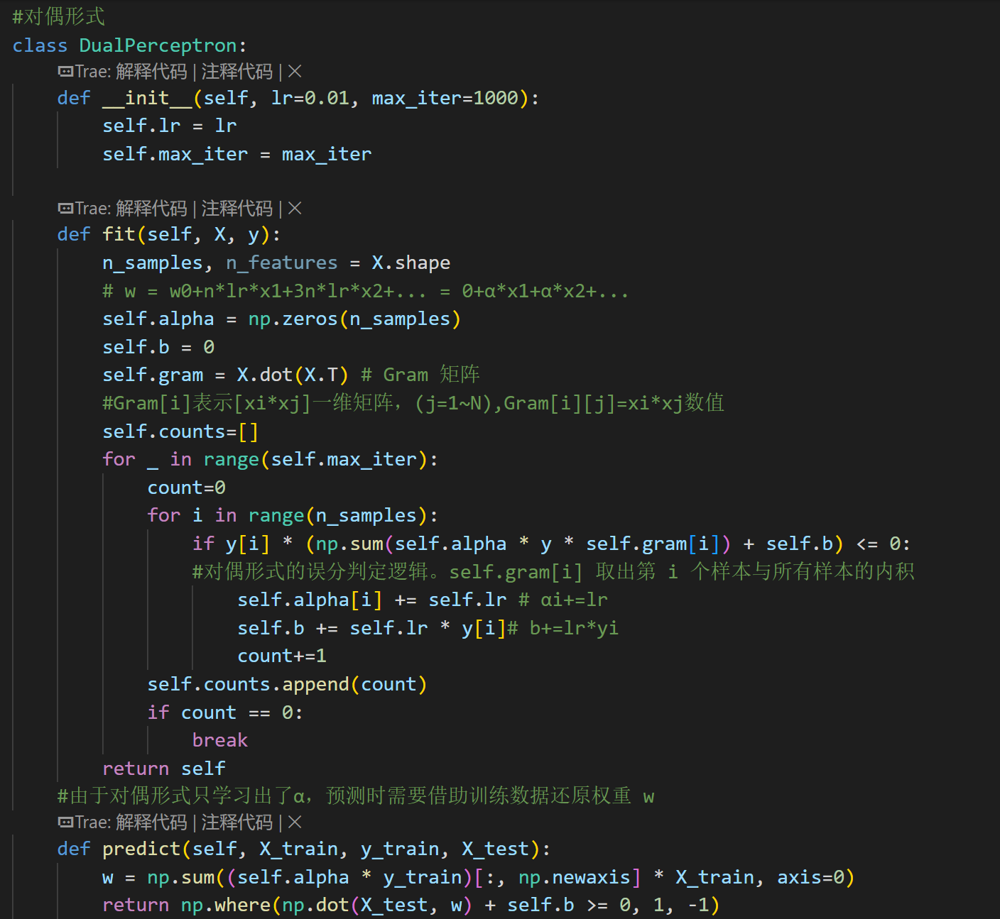 #对偶形式
class DualPerceptron:
Trae: 解释代码 | 注释代码 | ×
def __init__(self, lr=0.01, max_iter=1000):
self.lr = lr
self.max_iter = max_iter
Trae: 解释代码 | 注释代码 | ×
def fit(self, X, y):
n_samples, n_features = X.shape
# w = w0+n*lr*x1+3n*lr*x2+... = 0+α*x1+α*x2+...
self.alpha = np.zeros(n_samples)
self.b = 0
self.gram = X.dot(X.T) # Gram 矩阵
#Gram[i]表示[xi*xj]一维矩阵，(j=1~N),Gram[i][j]=xi*xj数值
self.counts=[]
for _ in range(self.max_iter):
count=0
for i in range(n_samples):
if y[i] * (np.sum(self.alpha * y * self.gram[i]) + self.b) <= 0:
#对偶形式的误分判定逻辑。self.gram[i] 取出第 i 个样本与所有样本的内积
self.alpha[i] += self.lr # αi+=lr
self.b += self.lr * y[i]# b+=lr*yi
count+=1
self.counts.append(count)
if count == 0:
break
return self
#由于对偶形式只学习出了α，预测时需要借助训练数据还原权重 w
Trae: 解释代码 | 注释代码 | ×
def predict(self, X_train, y_train, X_test):
w = np.sum((self.alpha * y_train)[:, np.newaxis] * X_train, axis=0)
return np.where(np.dot(X_test, w) + self.b >= 0, 1, -1)